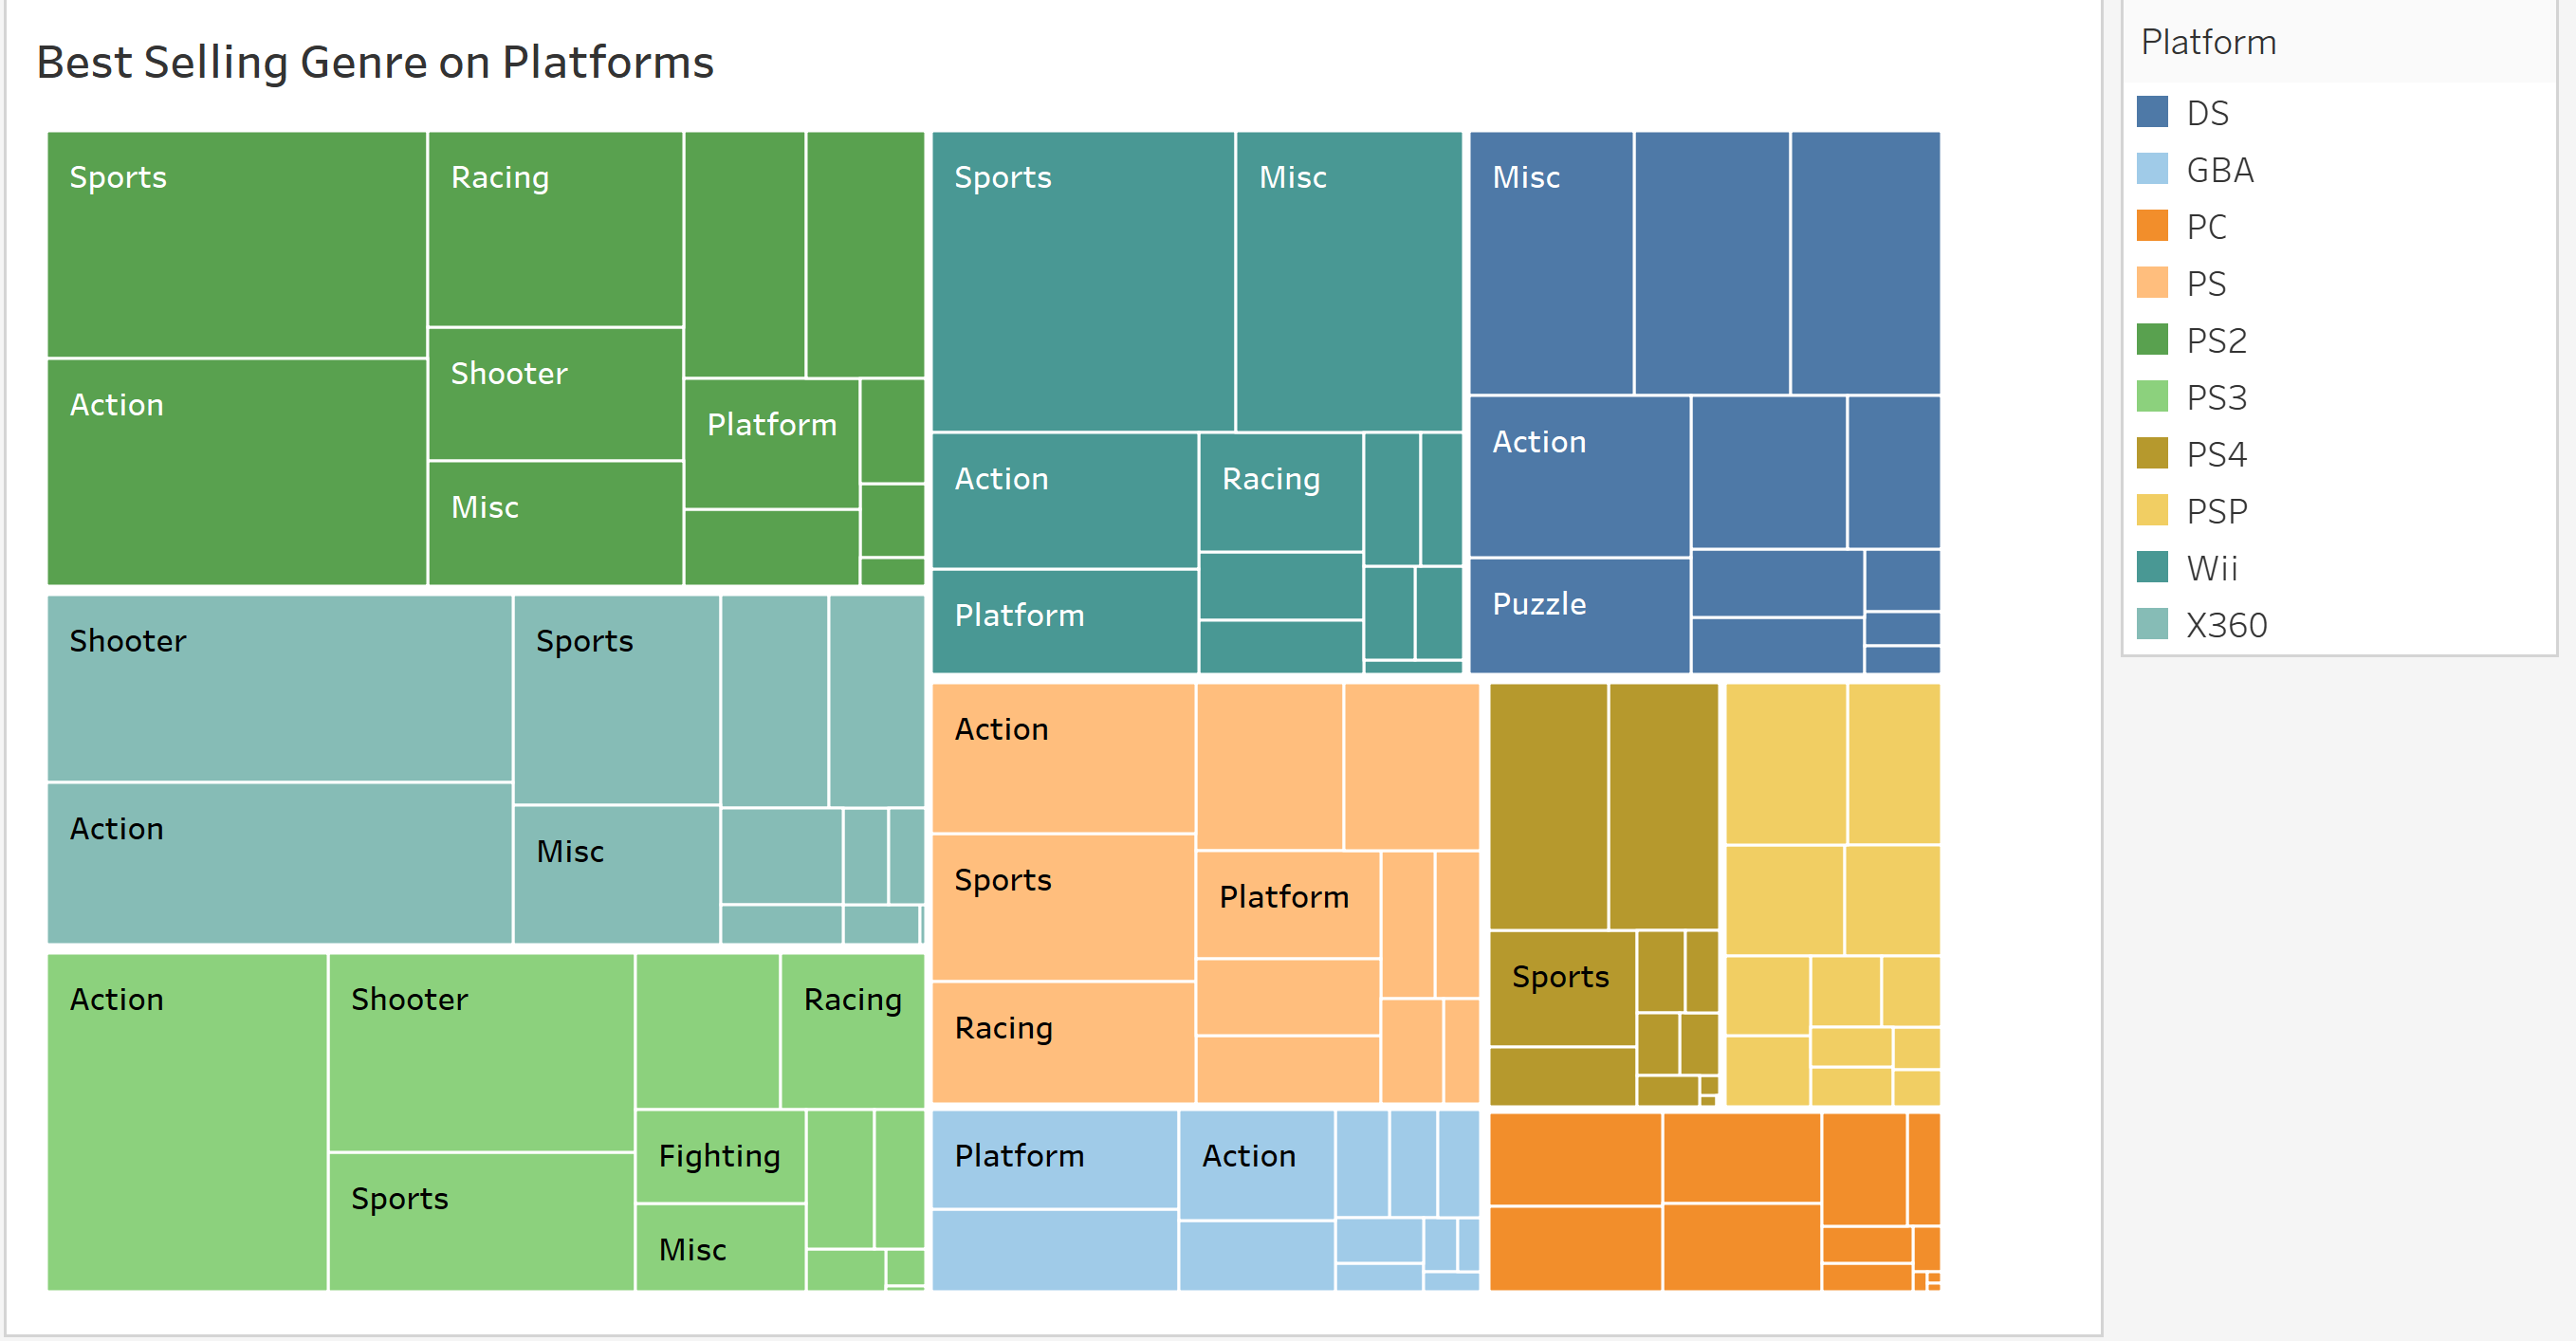 Best Selling Genre on Platforms
Sports
Racing
Action
Shooter
Platform
Misc
Shooter
Sports
Action
Misc
Action
Shooter
Racing
Sports
Fighting
Misc
Sports
Misc
Action
Racing
Platform
Misc
Action
Puzzle
Action
Sports
Platform
Racing
Sports
Platform
Action
Platform
DS
GBA
PC
PS
PS2
PS3
PS4
PSP
Wii
X360